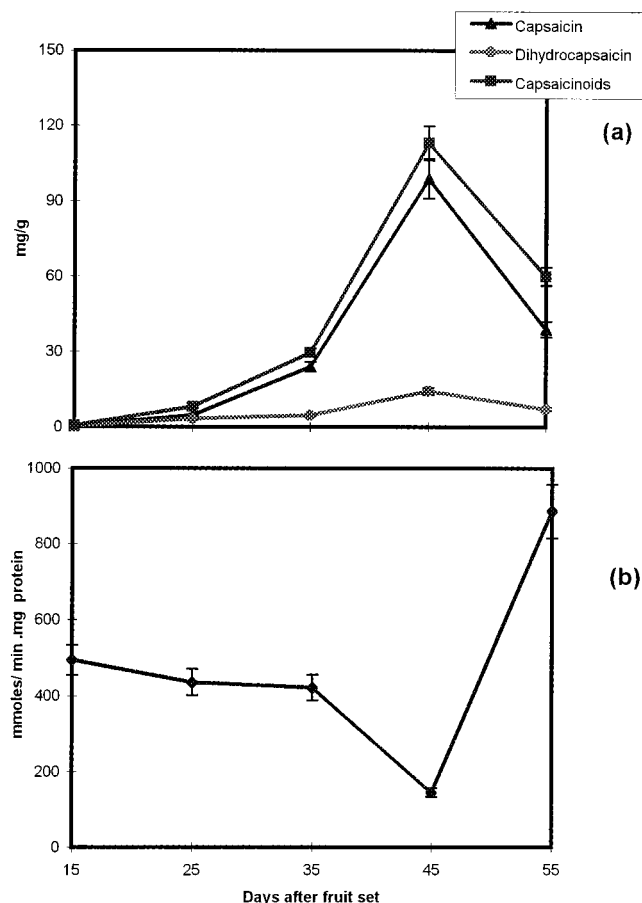 Capsaicin
Dihydrocapsaicin
Capsaicinoids
(a)
150
120
90
60
30
0
mg/g
(b)
1000
800
600
400
200
0
mmoles/ min .mg protein
15 25 35 45 55
Days after fruit set